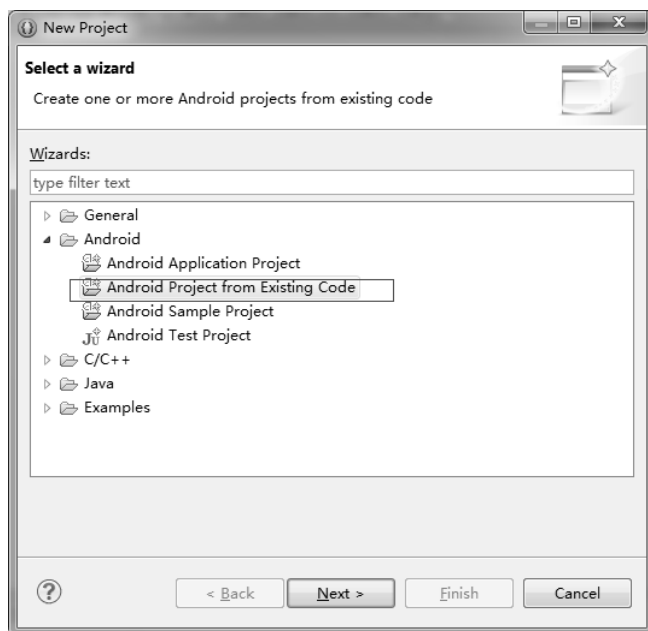 New Project
Select a wizard
Create one or more Android projects from existing code
Wizards:
type filter text
General
Android
Android Application Project
Android Project from Existing Code
Android Sample Project
Android Test Project
C/C++
Java
Examples
< Back
Next >
Finish
Cancel